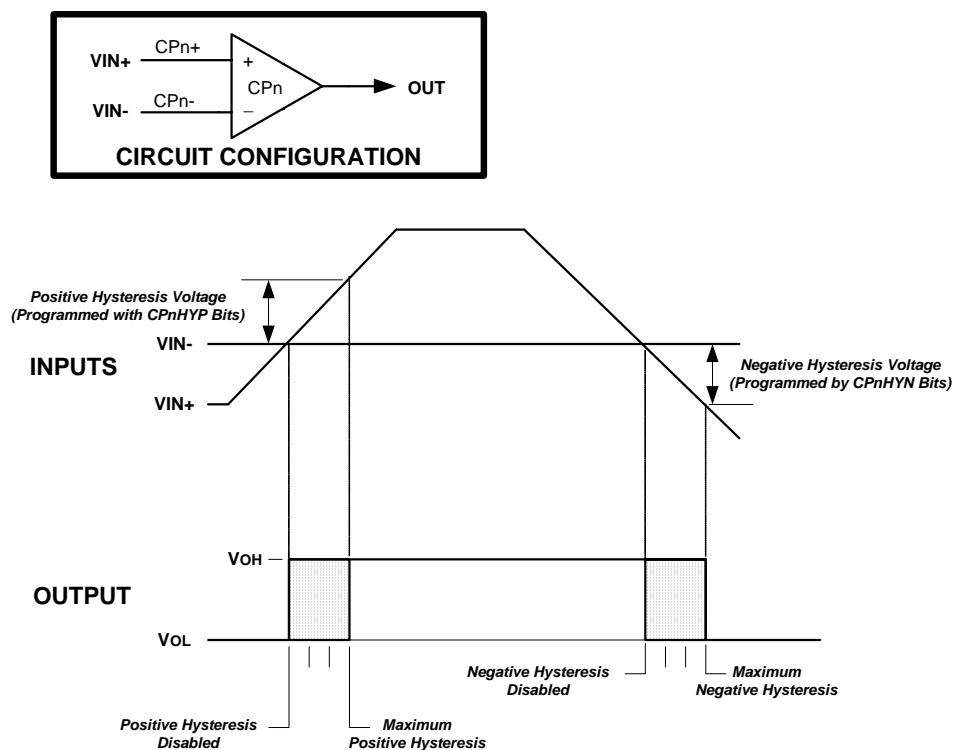 VIN+
CPn+
+
CPn
OUT
VIN-
CPn-
_
CIRCUIT CONFIGURATION
Positive Hysteresis Voltage
(Programmed with CPnHYP Bits)
VIN-
INPUTS
VIN+
Negative Hysteresis Voltage
(Programmed by CPnHYN Bits)
VOH
OUTPUT
VOL
Negative Hysteresis
Disabled
Maximum
Negative Hysteresis
Positive Hysteresis
Disabled
Maximum
Positive Hysteresis